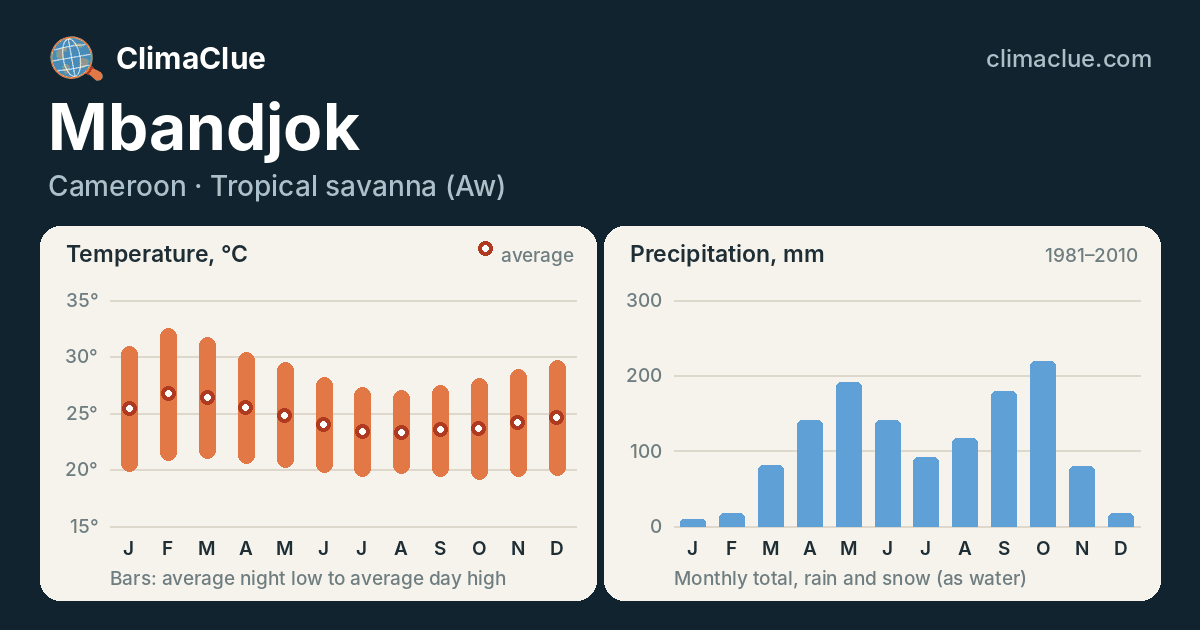 ClimaClue
climaclue.com
Mbandjok
Cameroon · Tropical savanna (Aw)
Temperature, °C
average
35°
30°
25°
20°
15°
J F M A M J J A S O N D
Bars: average night low to average day high
Precipitation, mm
1981–2010
300
200
100
0
J F M A M J J A S O N D
Monthly total, rain and snow (as water)